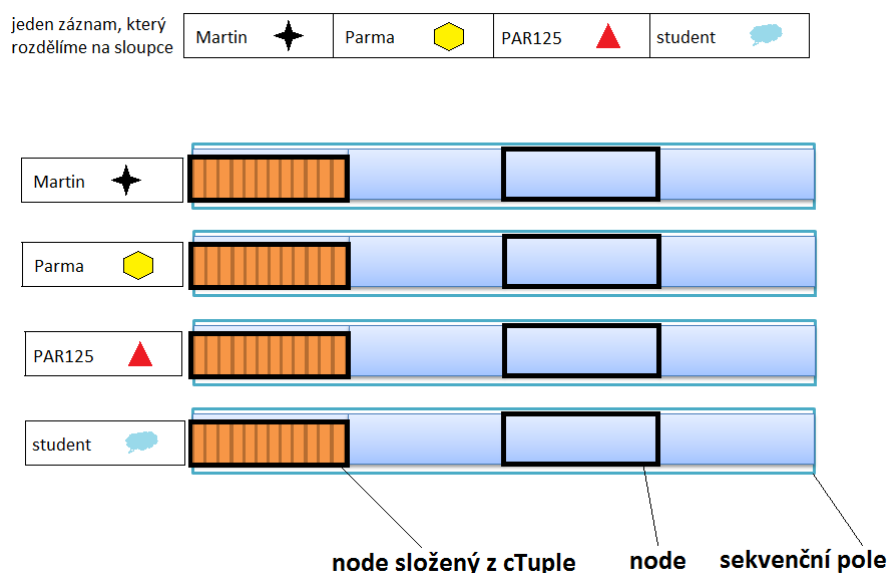 jeden záznam, který
rozdělíme na sloupce
Martin Parma PAR125 student
Martin
Parma
PAR125
student
node složený z cTuple node sekvenční pole